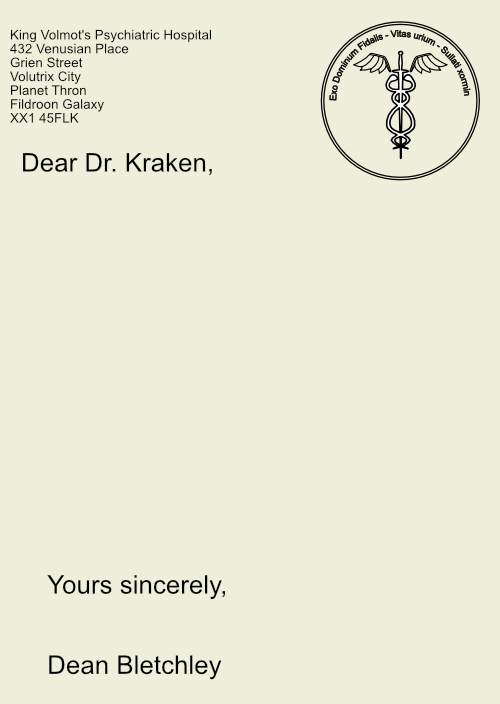 King Volmot's Psychiatric Hospital
432 Venusian Place
Grien Street
Volutrix City
Planet Thron
Fildroon Galaxy
XX1 45FLK
Exo Dominum Fidalis - Vitas urium - Sullati xormin
Dear Dr. Kraken,
Yours sincerely,
Dean Bletchley